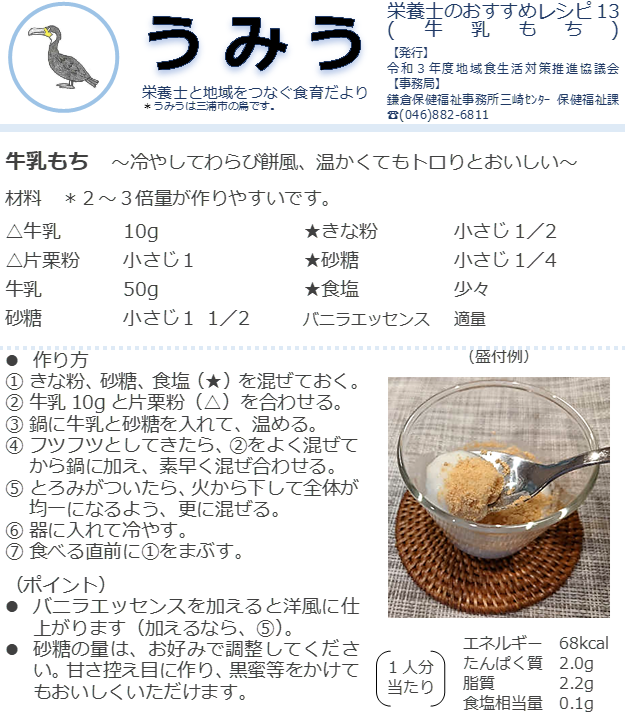 うみう
栄養士と地域をつなぐ食育だより
＊うみうは三浦市の鳥です。
栄養士のおすすめレシピ13
(牛乳もち)
【発行】
令和３年度地域食生活対策推進協議会
【事務局】
鎌倉保健福祉事務所三崎ｾﾝﾀｰ 保健福祉課
☎(046)882-6811
牛乳もち　～冷やしてわらび餅風、温かくてもトロりとおいしい～
材料　＊２～３倍量が作りやすいです。
△牛乳　10g　★きな粉　小さじ１／2
△片栗粉　小さじ１　★砂糖　小さじ１／4
牛乳　50g　★食塩　少々
砂糖　小さじ１ １／2　バニラエッセンス　適量
● 作り方
① きな粉、砂糖、食塩（★）を混ぜておく。
② 牛乳 10g と片栗粉（△）を合わせる。
③ 鍋に牛乳と砂糖を入れて、温める。
④ フツフツとしてきたら、②をよく混ぜて
から鍋に加え、素早く混ぜ合わせる。
⑤ とろみがついたら、火から下して全体が
均一になるよう、更に混ぜる。
⑥ 器に入れて冷やす。
⑦ 食べる直前に①をまぶす。
（ポイント）
● バニラエッセンスを加えると洋風に仕
上がります（加えるなら、⑤）。
● 砂糖の量は、お好みで調整してくださ
い。甘さ控え目に作り、黒蜜等をかけて
もおいしくいただけます。
（盛付例）
１人分
当たり
エネルギー　68kcal
たんぱく質　2.0g
脂質　2.2g
食塩相当量　0.1g